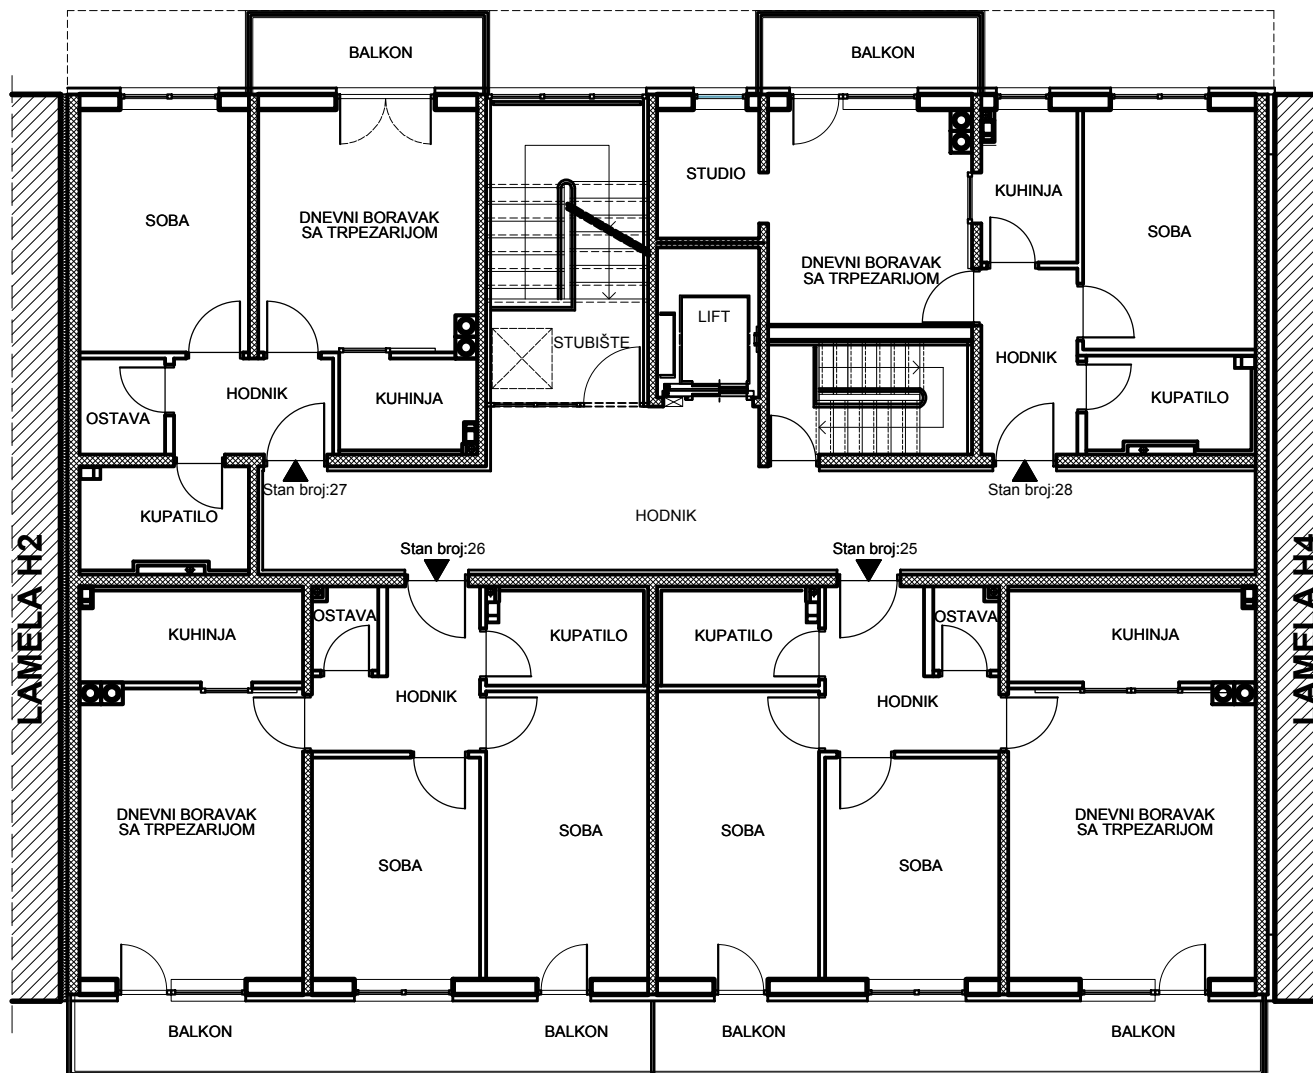 BALKON
BALKON
SOBA
DNEVNI BORAVAK
SA TRPEZARIJOM
STUDIO
KUHINJA
SOBA
DNEVNI BORAVAK
SA TRPEZARIJOM
LIFT
STUBIŠTE
HODNIK
OSTAVA
HODNIK
KUHINJA
KUPATILO
Stan broj:27
Stan broj:28
KUPATILO
HODNIK
Stan broj:26
Stan broj:25
LAMELA H2
LAMELA H4
KUHINJA
OSTAVA
KUPATILO
KUPATILO
OSTAVA
KUHINJA
HODNIK
HODNIK
DNEVNI BORAVAK
SA TRPEZARIJOM
SOBA
SOBA
SOBA
SOBA
DNEVNI BORAVAK
SA TRPEZARIJOM
BALKON
BALKON
BALKON
BALKON